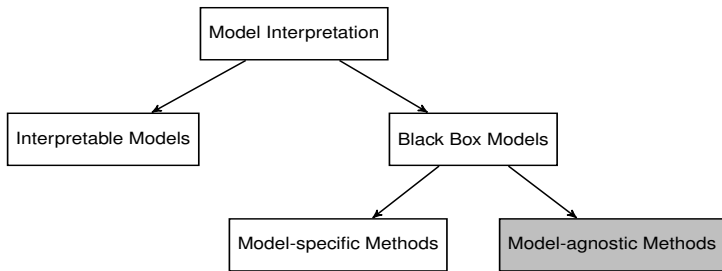 Model Interpretation
Interpretable Models
Black Box Models
Model-specific Methods
Model-agnostic Methods